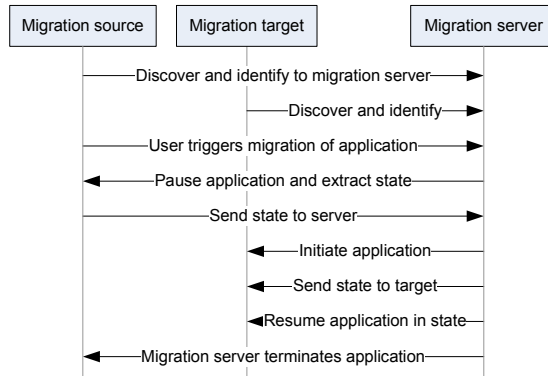 Migration source
Migration target
Migration server
Discover and identify to migration server
Discover and identify
User triggers migration of application
Pause application and extract state
Send state to server
Initiate application
Send state to target
Resume application in state
Migration server terminates application